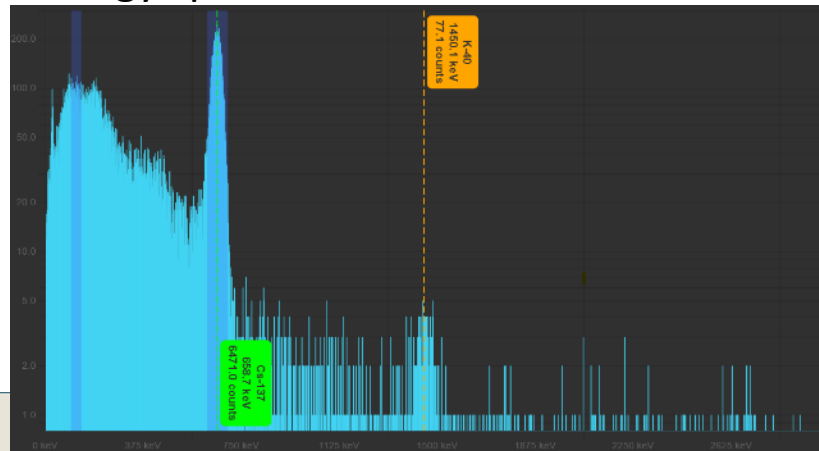 200.0
100.0
50.0
20.0
10.0
5.0
2.0
1.0
K-40
1450.1 keV
77.1 counts
Cs-137
658.7 keV
6471.0 counts
0 keV
375 keV
750 keV
1125 keV
1500 keV
1875 keV
2250 keV
2625 keV